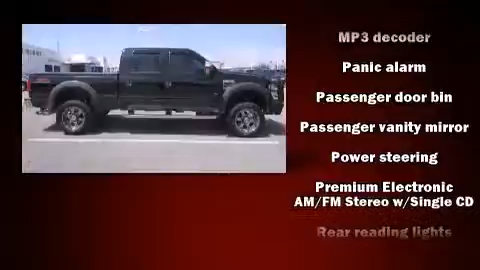 MP3 decoder
Panic alarm
Passenger door bin
Passenger vanity mirror
Power steering
Premium Electronic
AM/FM Stereo w/Single CD
Rear reading lights